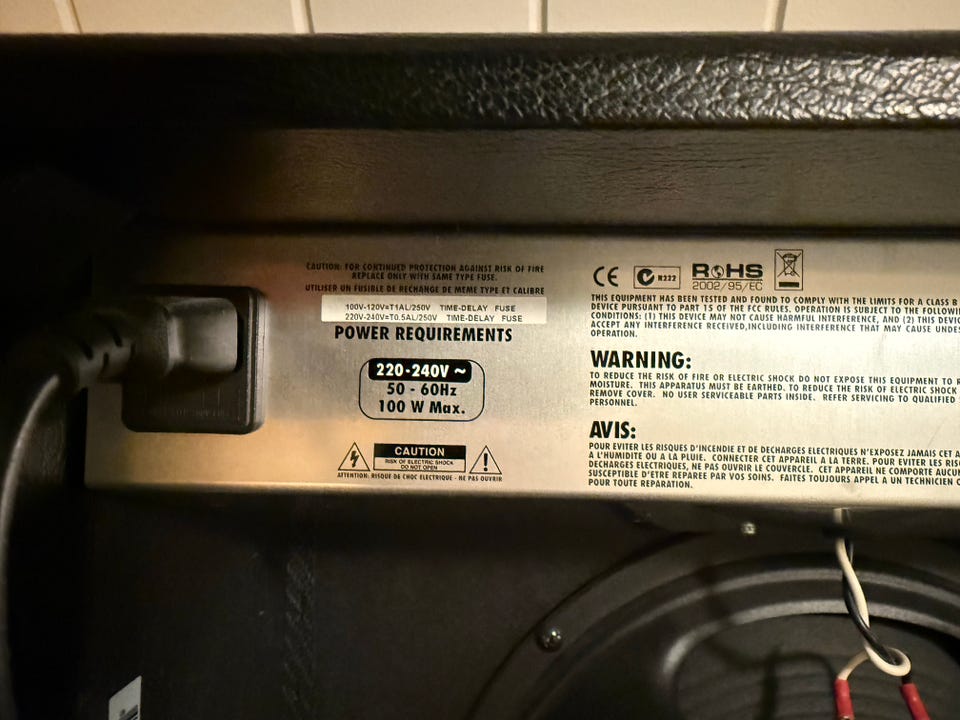 CAUTION: FOR CONTINUED PROTECTION AGAINST RISK OF FIRE
REPLACE ONLY WITH SAME TYPE FUSE.
UTILISER UN FUSIBLE DE RECHANGE DE MEME TYPE ET CALIBRE
100V-120V=T1AL/250V TIME-DELAY FUSE
220V-240V=T0.5AL/250V TIME-DELAY FUSE
POWER REQUIREMENTS
220-240V ~
50 - 60Hz
100 W Max.
CAUTION
RISK OF ELECTRIC SHOCK
DO NOT OPEN
ATTENTION: RISQUE DE CHOC ELECTRIQUE - NE PAS OUVRIR
CE
N222
ROHS
2002/95/EC
THIS EQUIPMENT HAS BEEN TESTED AND FOUND TO COMPLY WITH THE LIMITS FOR A CLASS B
DEVICE PURSUANT TO PART 15 OF THE FCC RULES. OPERATION IS SUBJECT TO THE FOLLOWI
CONDITIONS: (1) THIS DEVICE MAY NOT CAUSE HARMFUL INTERFERENCE, AND (2) THIS DEVIC
ACCEPT ANY INTERFERENCE RECEIVED,INCLUDING INTERFERENCE THAT MAY CAUSE UNDES
OPERATION.
WARNING:
TO REDUCE THE RISK OF FIRE OR ELECTRIC SHOCK DO NOT EXPOSE THIS EQUIPMENT TO R
MOISTURE. THIS APPARATUS MUST BE EARTHED. TO REDUCE THE RISK OF ELECTRIC SHOCK
REMOVE COVER. NO USER SERVICEABLE PARTS INSIDE. REFER SERVICING TO QUALIFIED S
PERSONNEL.
AVIS:
POUR EVITER LES RISQUES D'INCENDIE ET DE DECHARGES ELECTRIQUES N'EXPOSEZ JAMAIS CET A
A L'HUMIDITE OU A LA PLUIE. CONNECTER CET APPAREIL A LA TERRE. POUR EVITER LES RISQ
DECHARGES ELECTRIQUES, NE PAS OUVRIR LE COUVERCLE. CET APPAREIL NE COMPORTE AUCUN
SUSCEPTIBLE D'ETRE REPAREE PAR VOS SOINS. FAITES TOUJOURS APPEL A UN TECHNICIEN Q
POUR TOUTE REPARATION.